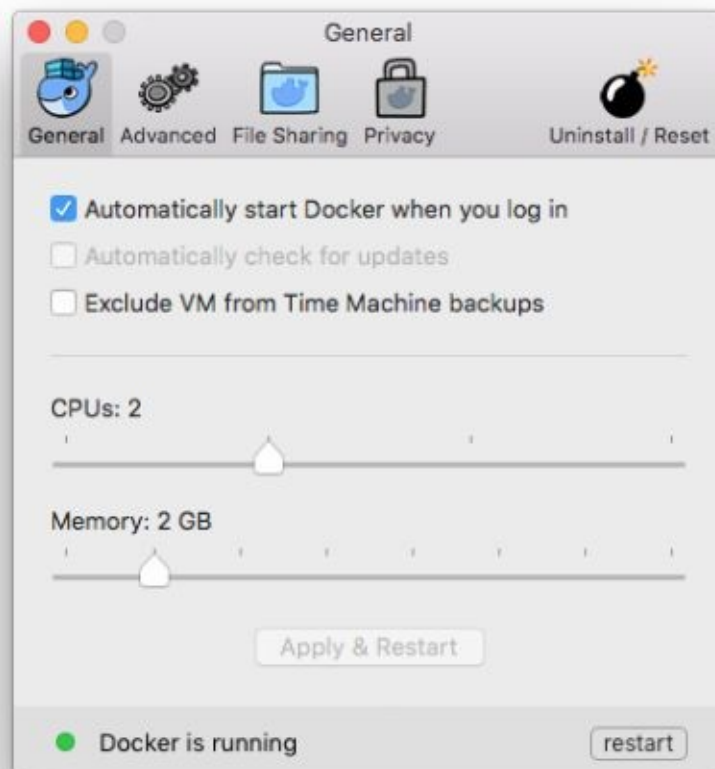 General
General
Advanced
File Sharing
Privacy
Uninstall / Reset
Automatically start Docker when you log in
Automatically check for updates
Exclude VM from Time Machine backups
CPUs: 2
Memory: 2 GB
Apply & Restart
Docker is running
restart